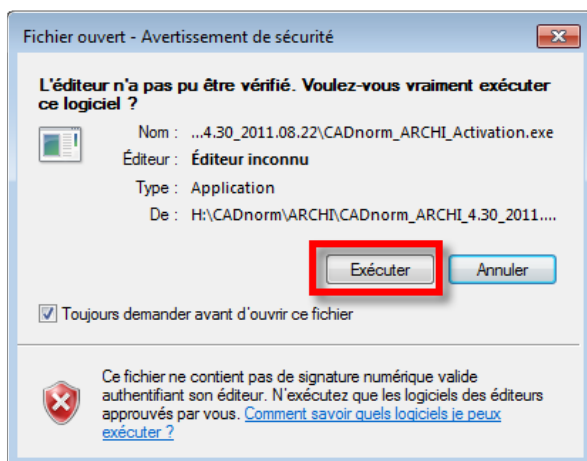 Fichier ouvert - Avertissement de sécurité
L'éditeur n'a pas pu être vérifié. Voulez-vous vraiment exécuter
ce logiciel ?
Nom : ...4.30_2011.08.22\CADnorm_ARCHI_Activation.exe
Éditeur : Éditeur inconnu
Type : Application
De : H:\CADnorm\ARCHI\CADnorm_ARCHI_4.30_2011....
Exécuter Annuler
Toujours demander avant d'ouvrir ce fichier
Ce fichier ne contient pas de signature numérique valide
authentifiant son éditeur. N'exécutez que les logiciels des éditeurs
approuvés par vous. Comment savoir quels logiciels je peux
exécuter ?